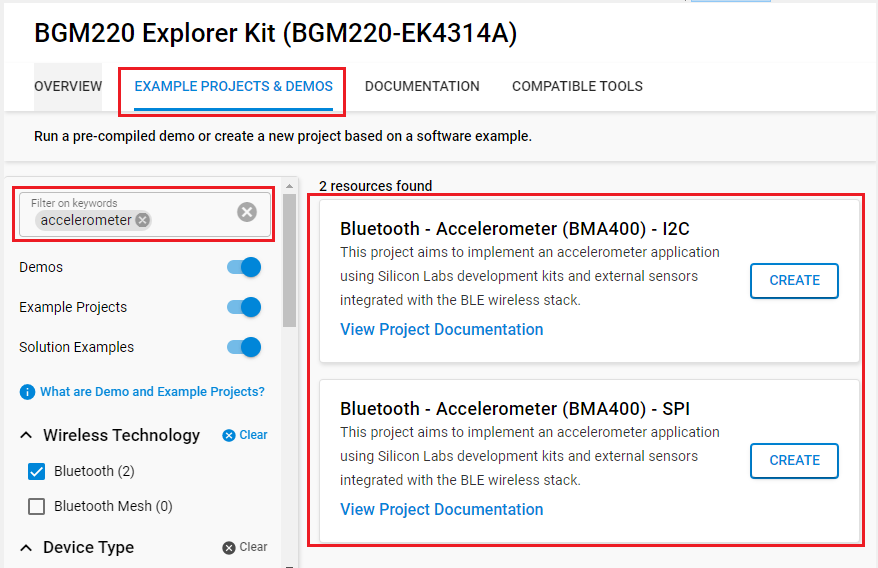 BGM220 Explorer Kit (BGM220-EK4314A)
OVERVIEW
EXAMPLE PROJECTS & DEMOS
DOCUMENTATION
COMPATIBLE TOOLS
Run a pre-compiled demo or create a new project based on a software example.
Filter on keywords
accelerometer
Demos
Example Projects
Solution Examples
What are Demo and Example Projects?
Wireless Technology
Clear
Bluetooth (2)
Bluetooth Mesh (0)
Device Type
Clear
2 resources found
Bluetooth - Accelerometer (BMA400) - I2C
This project aims to implement an accelerometer application
using Silicon Labs development kits and external sensors
integrated with the BLE wireless stack.
View Project Documentation
CREATE
Bluetooth - Accelerometer (BMA400) - SPI
This project aims to implement an accelerometer application
using Silicon Labs development kits and external sensors
integrated with the BLE wireless stack.
View Project Documentation
CREATE